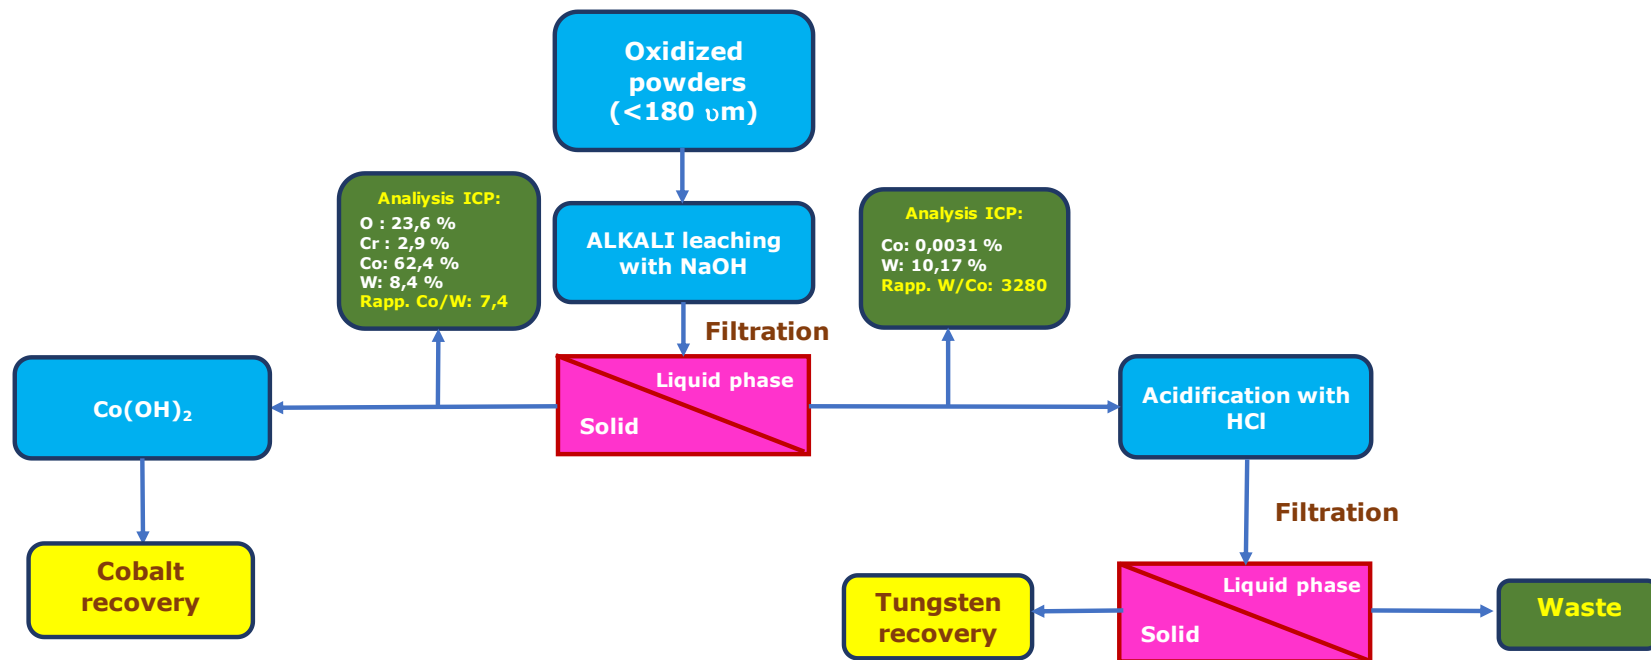 Oxidized
powders
(<180 υm)
Analiysis ICP:
O : 23,6 %
Cr : 2,9 %
Co: 62,4 %
W: 8,4 %
Rapp. Co/W: 7,4
ALKALI leaching
with NaOH
Analysis ICP:
Co: 0,0031 %
W: 10,17 %
Rapp. W/Co: 3280
Filtration
Liquid phase
Solid
Co(OH)₂
Acidification with
HCl
Cobalt
recovery
Filtration
Liquid phase
Solid
Tungsten
recovery
Waste